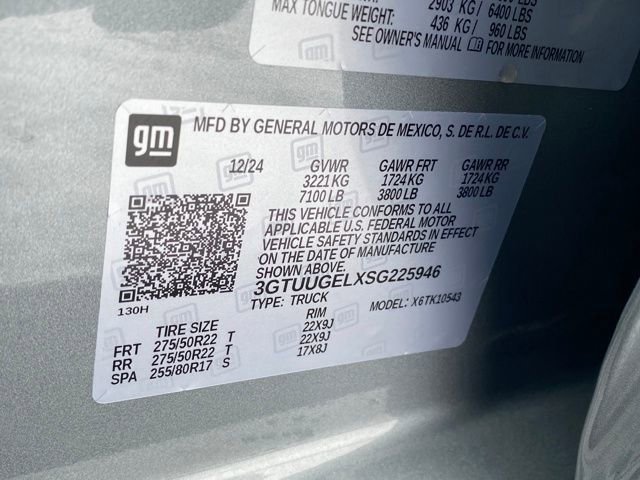 2903 KG/ 6400 LBS
MAX TONGUE WEIGHT: 436 KG/ 960 LBS
SEE OWNER'S MANUAL FOR MORE INFORMATION
gm MFD BY GENERAL MOTORS DE MEXICO, S. DE R.L. DE C.V.
12/24 GVWR GAWR FRT GAWR RR
3221 KG 1724 KG 1724 KG
7100 LB 3800 LB 3800 LB
THIS VEHICLE CONFORMS TO ALL
APPLICABLE U.S. FEDERAL MOTOR
VEHICLE SAFETY STANDARDS IN EFFECT
ON THE DATE OF MANUFACTURE
SHOWN ABOVE.
3GTUUGELXSG225946
130H TYPE: TRUCK MODEL: X6TK10543
TIRE SIZE RIM
FRT 275/50R22 T 22X9J
RR 275/50R22 T 22X9J
SPA 255/80R17 S 17X8J